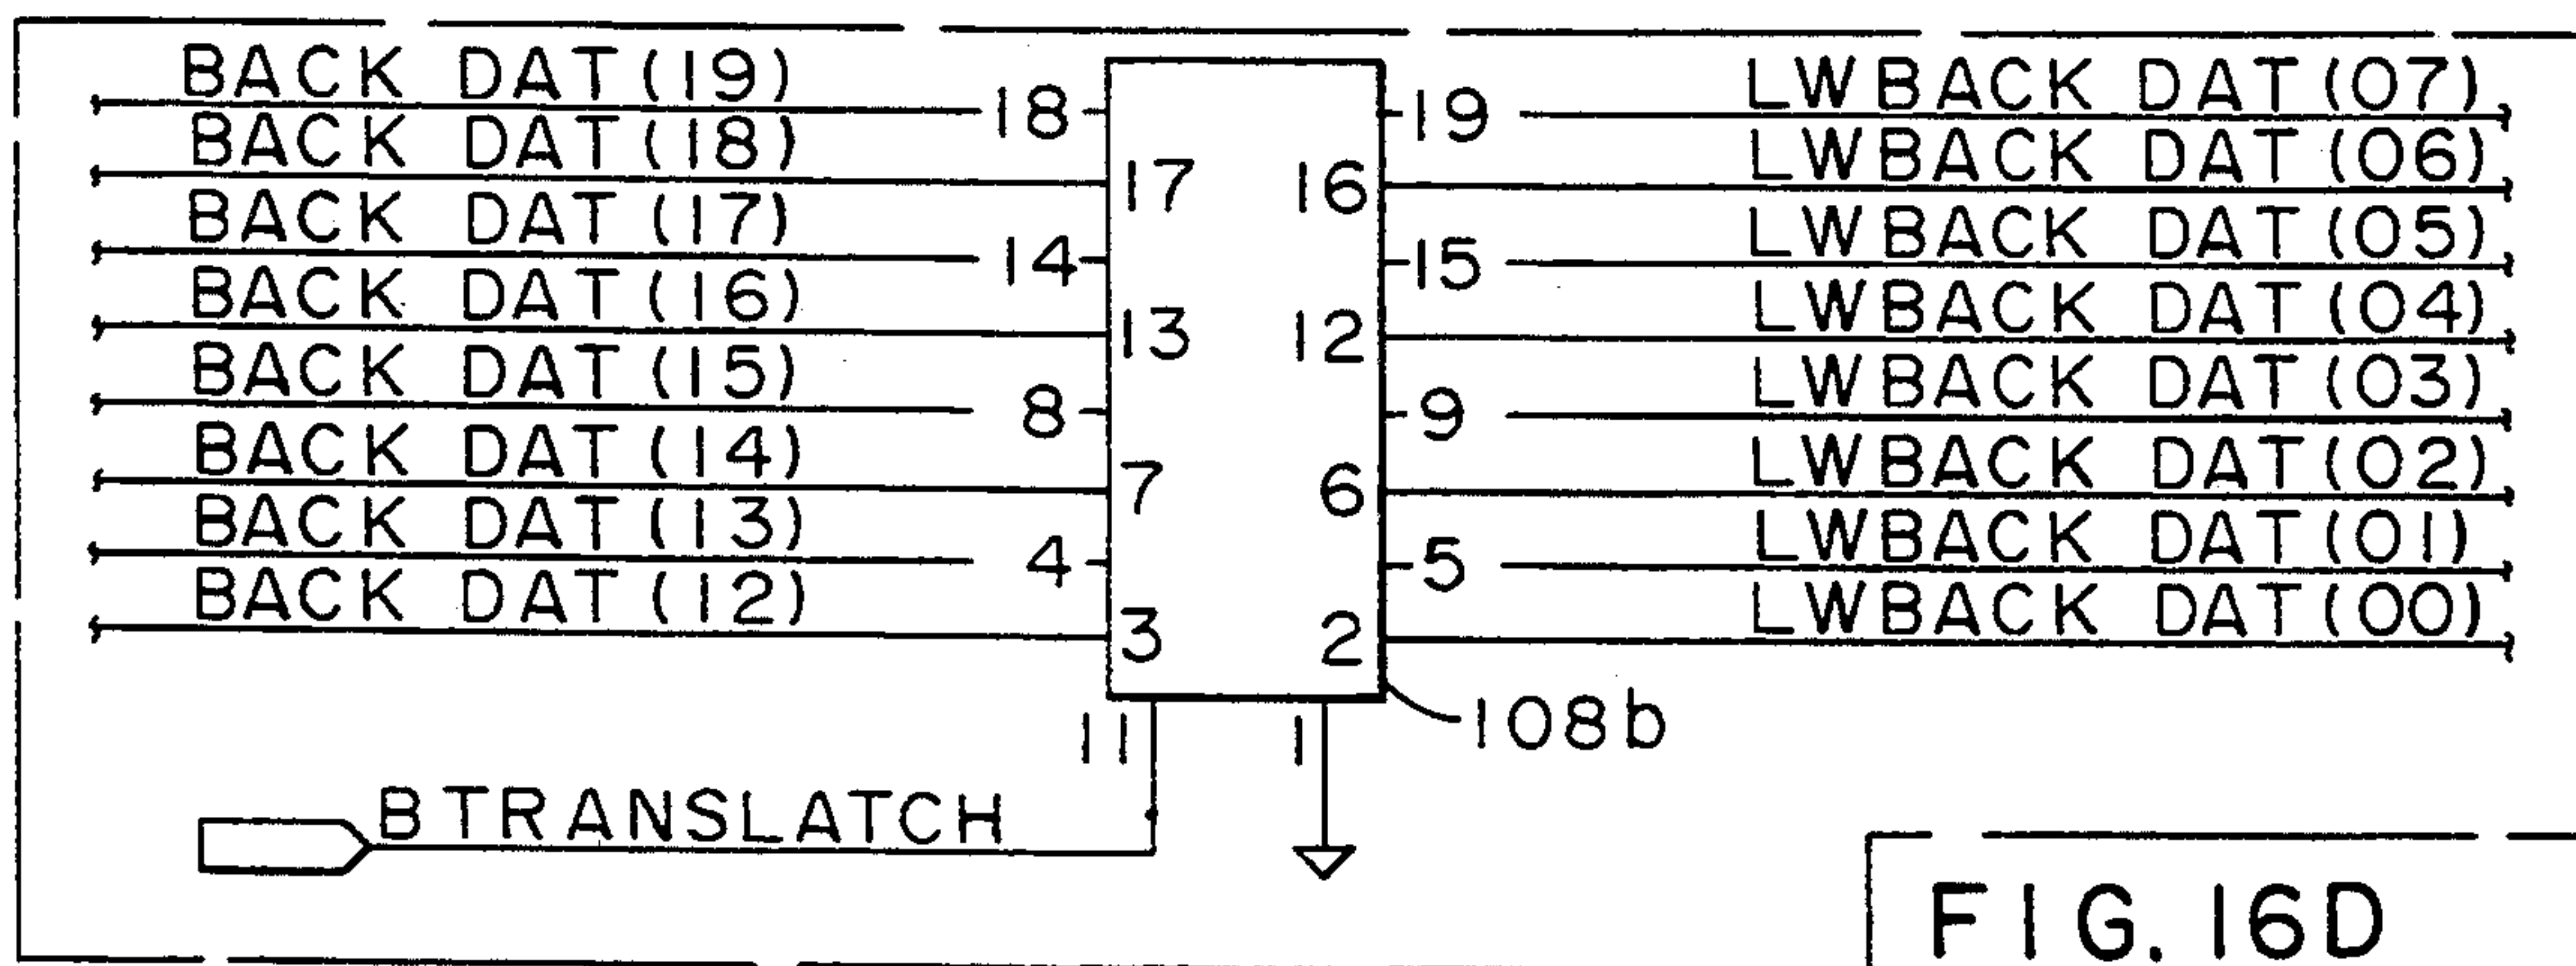 BACK DAT(19) 18 19 LWBACK DAT(07)
BACK DAT(18) 17 16 LWBACK DAT(06)
BACK DAT(17) 14 15 LWBACK DAT(05)
BACK DAT(16) 13 12 LWBACK DAT(04)
BACK DAT(15) 8 9 LWBACK DAT(03)
BACK DAT(14) 7 6 LWBACK DAT(02)
BACK DAT(13) 4 5 LWBACK DAT(01)
BACK DAT(12) 3 2 LWBACK DAT(00)
11 1 108b
BTRANSLATCH
FIG. 16D